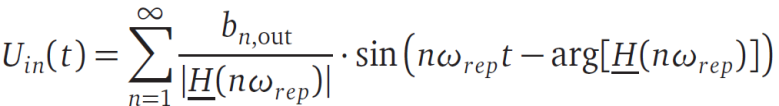 $U_{in}(t) = \sum_{n=1}^{\infty} \frac{b_{n,\text{out}}}{|\underline{H}(n\omega_{rep})|} \cdot \sin\left(n\omega_{rep}t - \arg[\underline{H}(n\omega_{rep})]\right)$